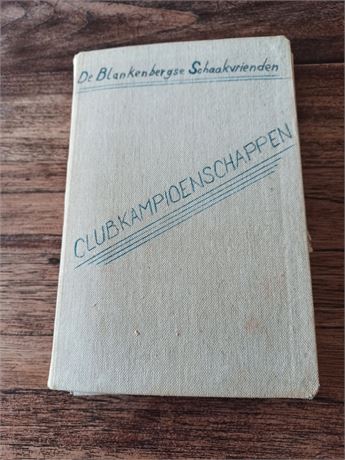 De Blankenbergse Schaakvrienden
CLUBKAMPIOENSCHAPPEN